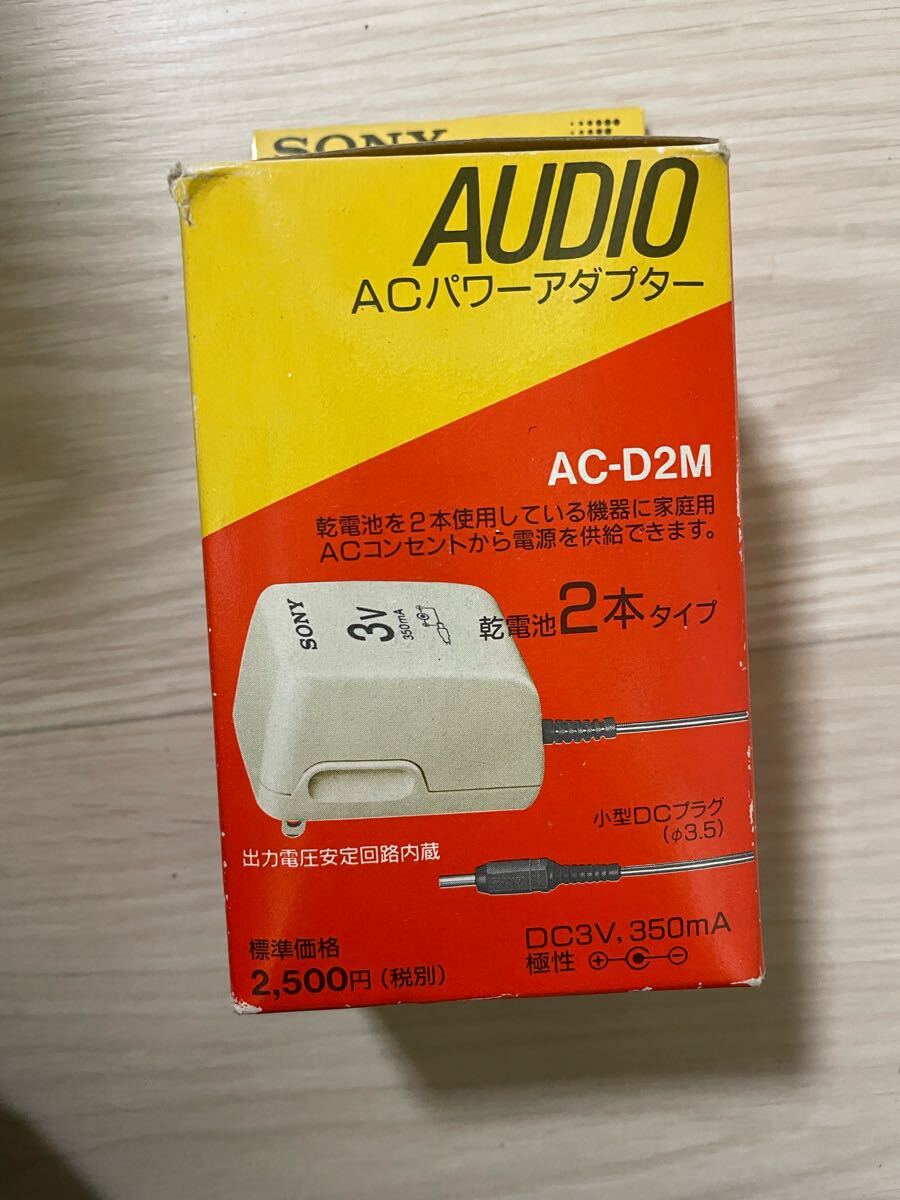 SONY
AUDIO
ACパワーアダプター
AC-D2M
乾電池を2本使用している機器に家庭用
ACコンセントから電源を供給できます。
乾電池2本タイプ
SONY
3V
350mA
小型DCプラグ
(φ3.5)
出力電圧安定回路内蔵
標準価格
2,500円(税別)
DC3V, 350mA
極性 ⊕-◉-⊖